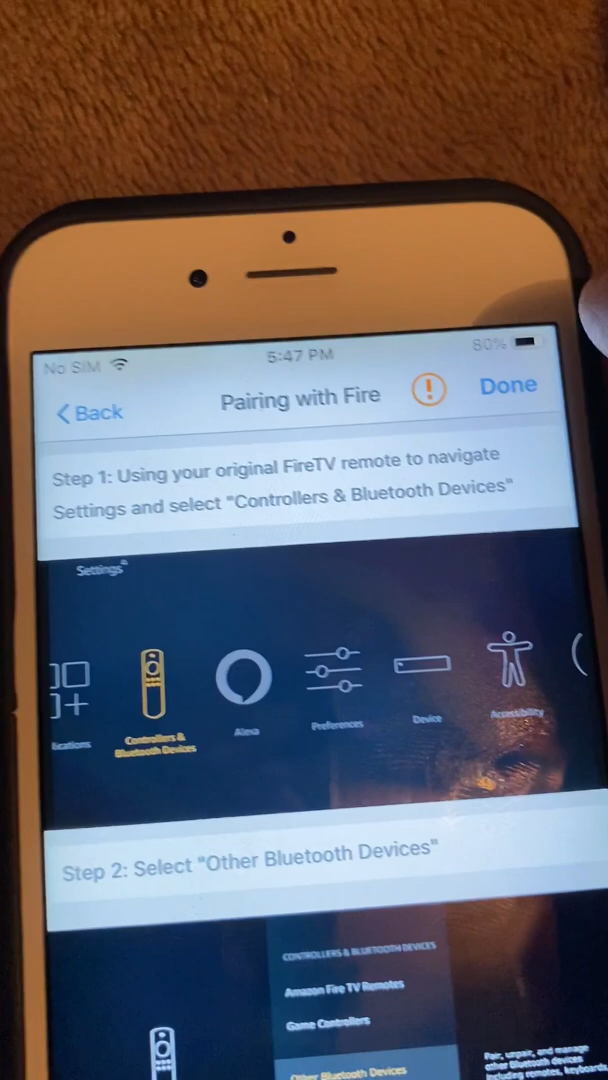 No SIM
5:47 PM
80%
Back
Pairing with Fire
Done
Step 1: Using your original FireTV remote to navigate
Settings and select "Controllers & Bluetooth Devices"
Settings
Controllers &
Bluetooth Devices
Alexa
Preferences
Device
Accessibility
Step 2: Select "Other Bluetooth Devices"
CONTROLLERS & BLUETOOTH DEVICES
Amazon Fire TV Remotes
Game Controllers
Other Bluetooth Devices
Pair, unpair, and manage
other Bluetooth devices
including remotes, keyboards